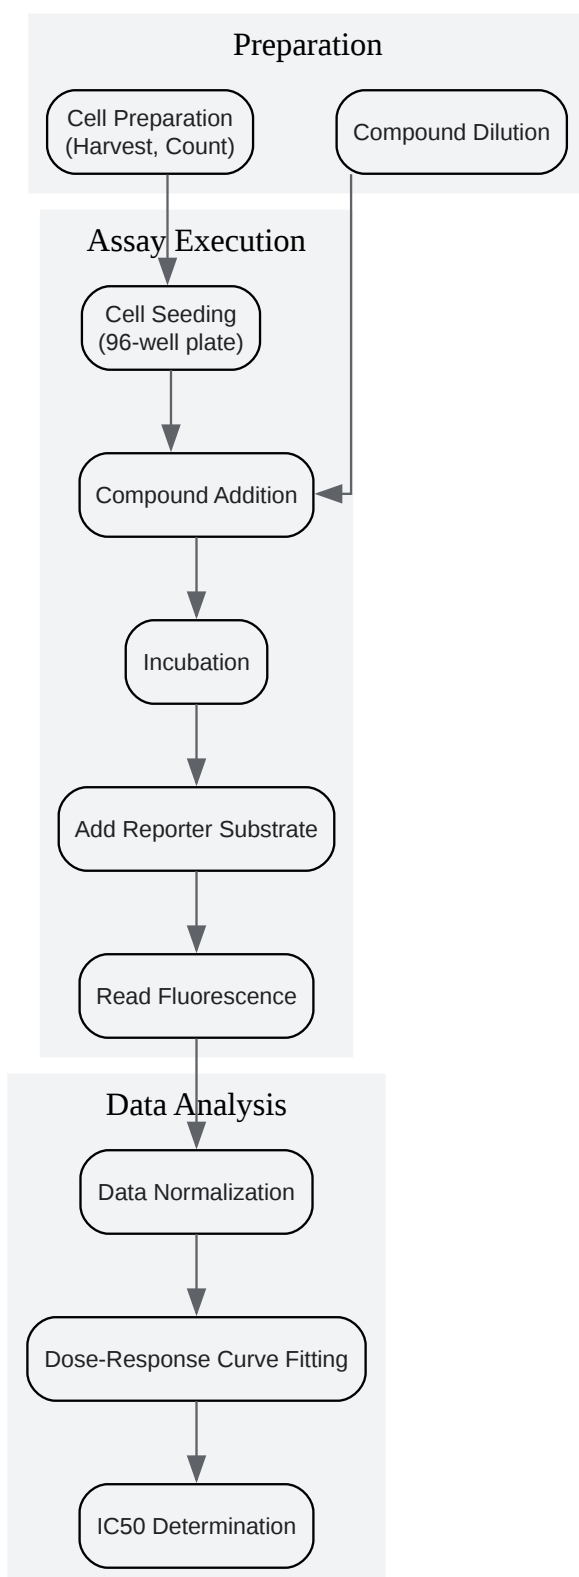 Preparation
Cell Preparation
(Harvest, Count)
Compound Dilution
Assay Execution
Cell Seeding
(96-well plate)
Compound Addition
Incubation
Add Reporter Substrate
Read Fluorescence
Data Analysis
Data Normalization
Dose-Response Curve Fitting
IC50 Determination